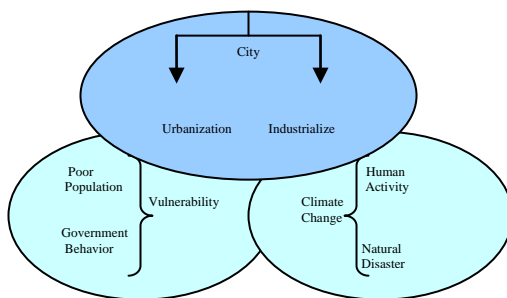 City
Urbanization Industrialize
Poor
Population
Vulnerability
Government
Behavior
Human
Activity
Climate
Change
Natural
Disaster